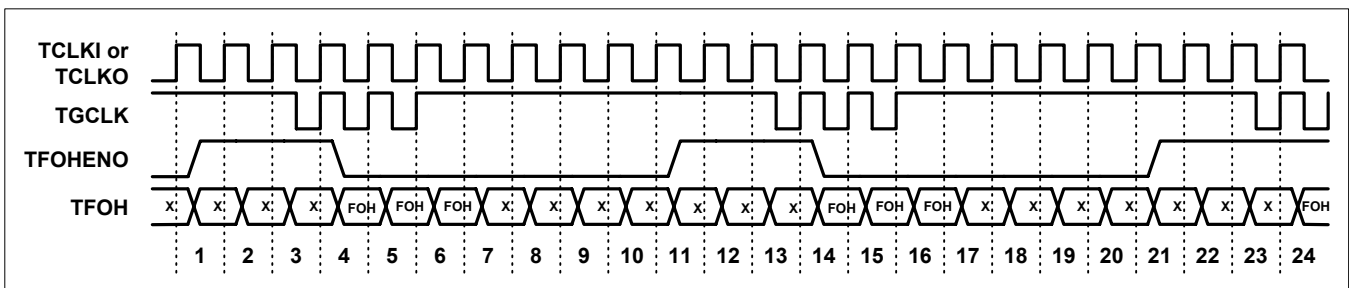 TCLKI or
TCLKO
TGCLK
TFOHENO
TFOH X X X X FOH FOH FOH X X X X X X X FOH FOH FOH X X X X X X X FOH
1 2 3 4 5 6 7 8 9 10 11 12 13 14 15 16 17 18 19 20 21 22 23 24